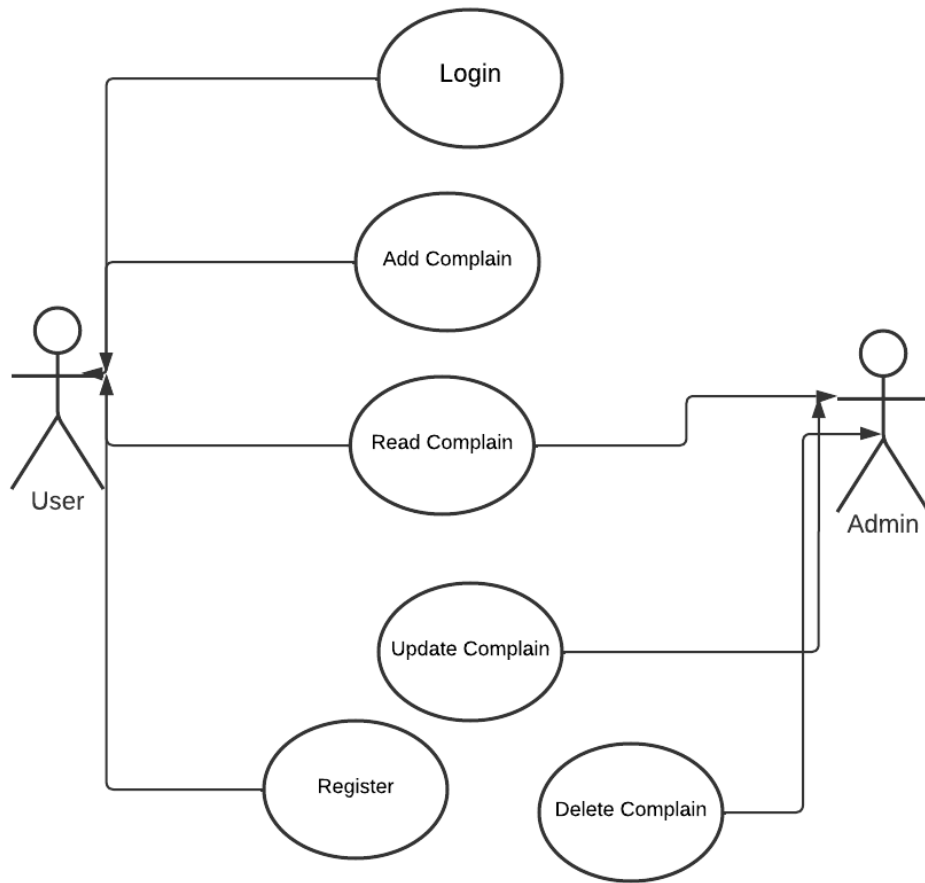 Login
Add Complain
Read Complain
User
Admin
Update Complain
Register
Delete Complain